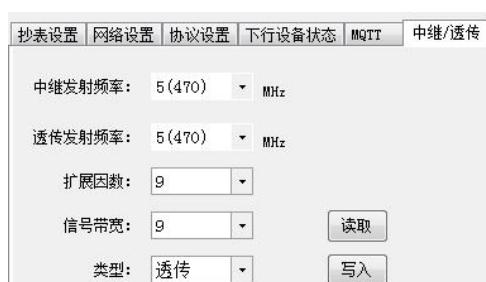 抄表设置 网络设置 协议设置 下行设备状态 MQTT 中继/透传
中继发射频率： 5(470) MHz
透传发射频率： 5(470) MHz
扩展因数： 9
信号带宽： 9 读取
类型： 透传 写入